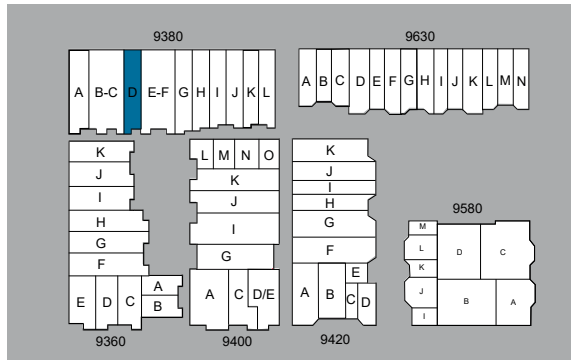 9380
A B-C D E-F G H I J K L
9630
A B C D E F G H I J K L M N
K
J
I
H
G
F
E D C A
B
9360
L M N O
K
J
I
G
A C D/E
9400
K
J
I
H
G
F
E
A B C D
9420
9580
M
L
K
J
I
D C
B A